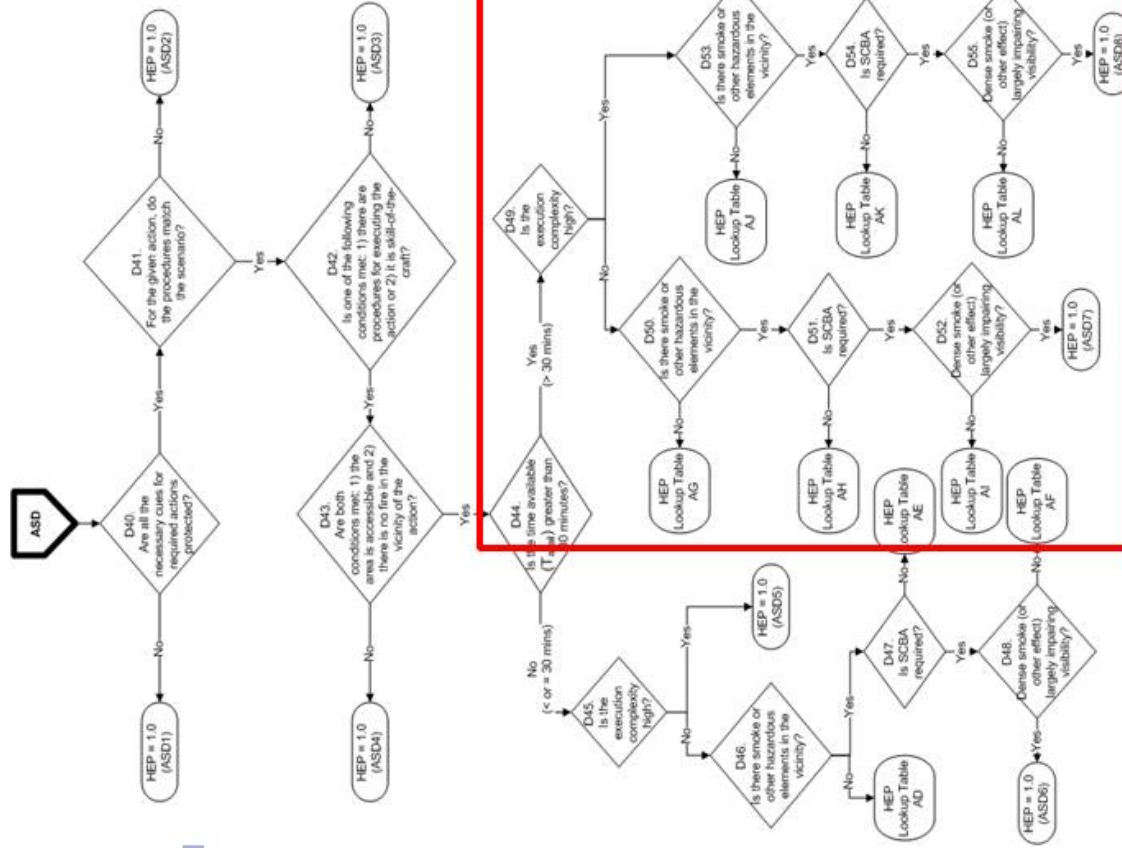 ASD
D40.
Are all the
necessary cues for
required actions
protected?
No
HEP = 1.0
(ASD1)
Yes
D41.
For the given action, do
the procedures match
the scenario?
No
HEP = 1.0
(ASD2)
Yes
D42.
Is one of the following
conditions met: 1) there are
procedures for executing the
action or 2) it is skill-of-the-
craft?
No
HEP = 1.0
(ASD3)
Yes
D43.
Are both
conditions met: 1) the
area is accessible and 2)
there is no fire in the
vicinity of the
action?
No
HEP = 1.0
(ASD4)
Yes
D44.
Is the time available
greater than
minutes?
No
(< or = 30 mins)
Yes
(> 30 mins)
D45.
Is the
execution
complexity
high?
Yes
HEP = 1.0
(ASD5)
No
D46.
Is there smoke or
other hazardous
elements in the
vicinity?
No
HEP
Lookup Table
AD
Yes
D47.
Is SCBA
required?
No
HEP
Lookup Table
AE
Yes
D48.
Dense smoke (or
other effect)
largely impairing
visibility?
No
HEP
Lookup Table
AF
Yes
HEP = 1.0
(ASD6)
D49.
Is the
execution
complexity
high?
No
D50.
Is there smoke or
other hazardous
elements in the
vicinity?
No
HEP
Lookup Table
AG
Yes
D51.
Is SCBA
required?
No
HEP
Lookup Table
AH
Yes
D52.
Dense smoke (or
other effect)
largely impairing
visibility?
No
HEP
Lookup Table
AI
Yes
HEP = 1.0
(ASD7)
Yes
D53.
Is there smoke or
other hazardous
elements in the
vicinity?
No
HEP
Lookup Table
AJ
Yes
D54.
Is SCBA
required?
No
HEP
Lookup Table
AK
Yes
D55.
Dense smoke (or
other effect)
largely impairing
visibility?
No
HEP
Lookup Table
AL
Yes
HEP = 1.0
(ASD8)